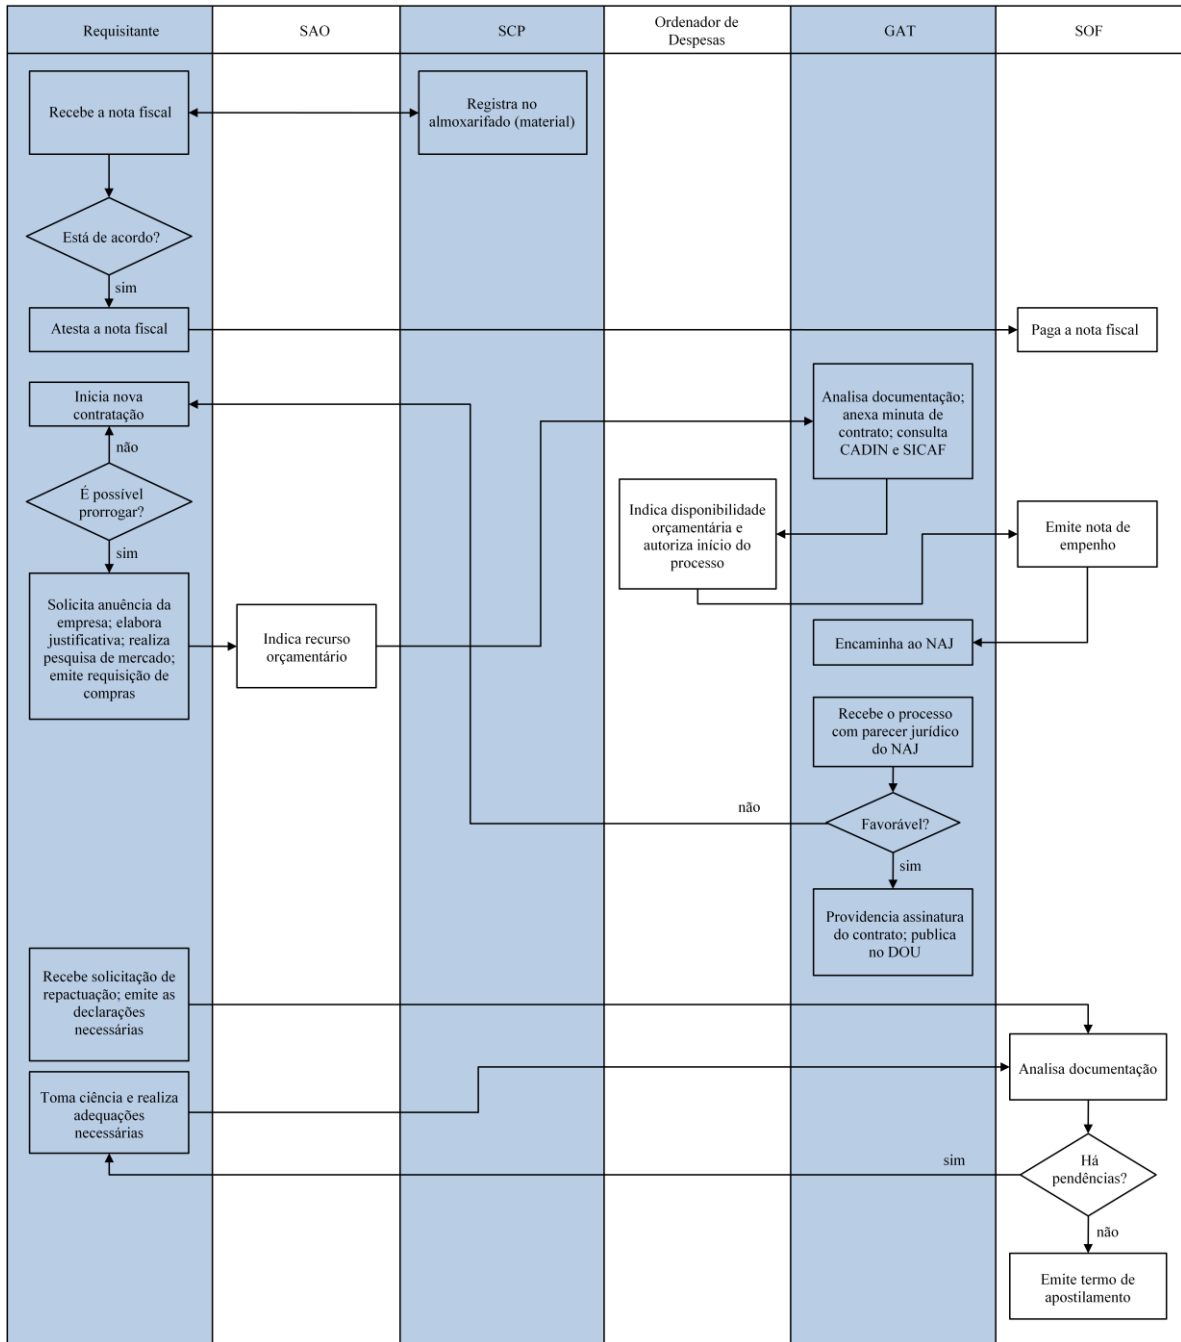 Requisitante
SAO
SCP
Ordenador de
Despesas
GAT
SOF
Recebe a nota fiscal
Registra no
almoxarifado (material)
Está de acordo?
sim
Atesta a nota fiscal
Paga a nota fiscal
Inicia nova
contratação
Analisa documentação;
anexa minuta de
contrato; consulta
CADIN e SICAF
não
É possível
prorrogar?
sim
Indica disponibilidade
orçamentária e
autoriza início do
processo
Emite nota de
empenho
Solicita anuência da
empresa; elabora
justificativa; realiza
pesquisa de mercado;
emite requisição de
compras
Indica recurso
orçamentário
Encaminha ao NAJ
Recebe o processo
com parecer jurídico
do NAJ
não
Favorável?
sim
Providencia assinatura
do contrato; publica
no DOU
Recebe solicitação de
repactuação; emite as
declarações
necessárias
Analisa documentação
Toma ciência e realiza
adequações
necessárias
sim
Há
pendências?
não
Emite termo de
apostilamento